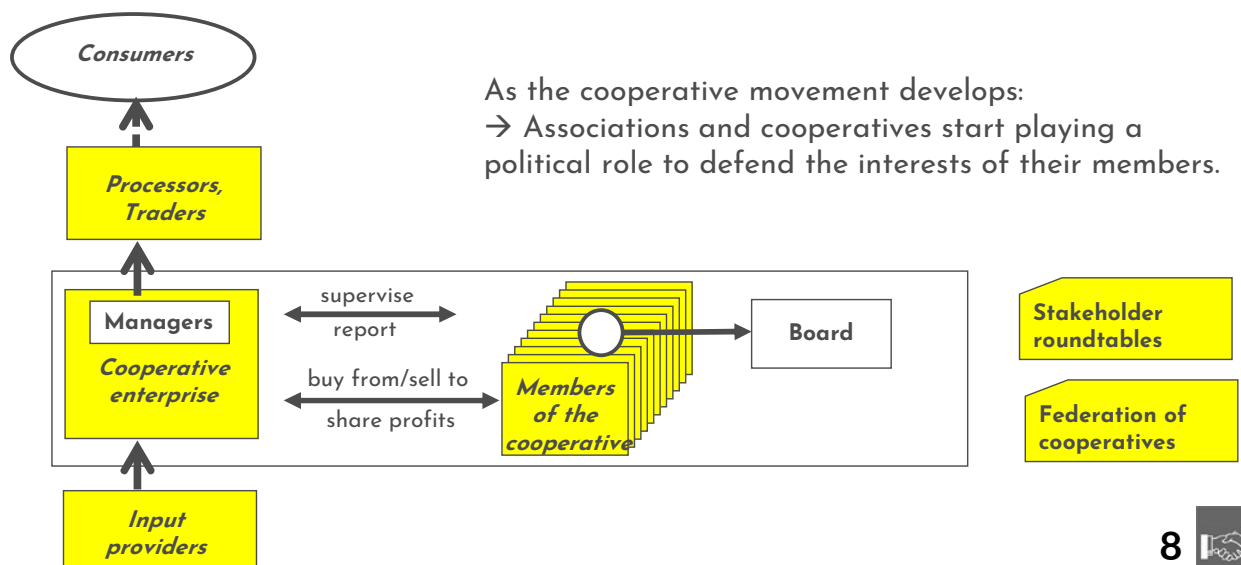 Consumers
As the cooperative movement develops:
→ Associations and cooperatives start playing a
political role to defend the interests of their members.
Processors,
Traders
Managers
Cooperative
enterprise
supervise
report
buy from/sell to
share profits
Members
of the
cooperative
Board
Stakeholder
roundtables
Federation of
cooperatives
Input
providers
8